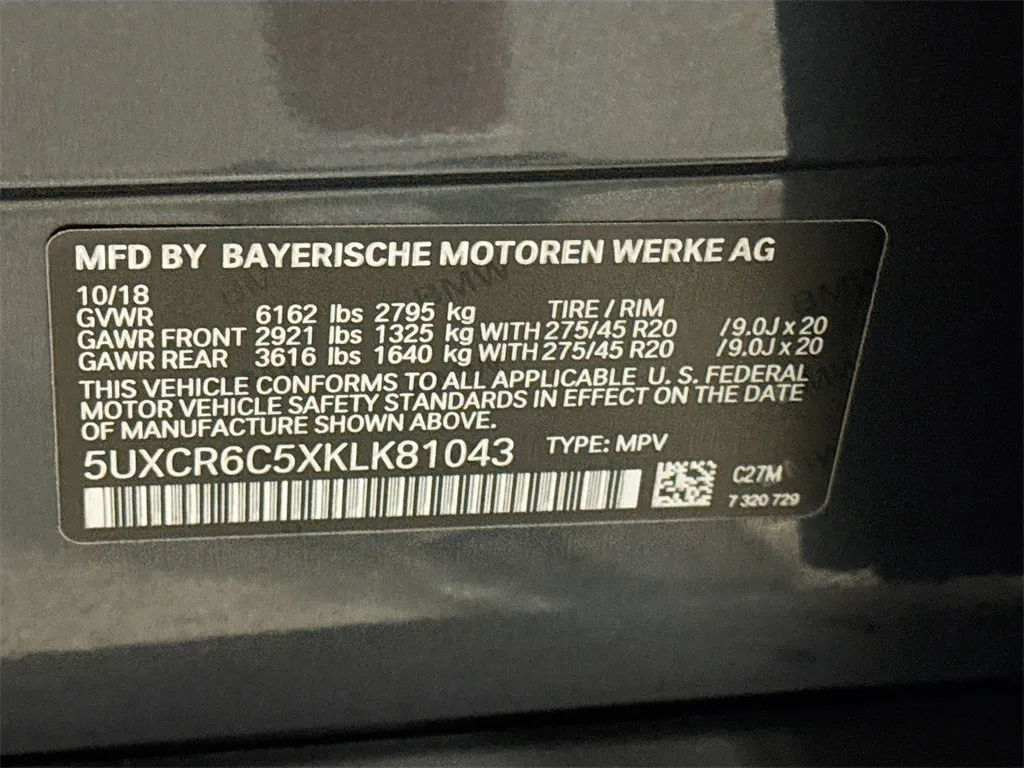 MFD BY BAYERISCHE MOTOREN WERKE AG
10/18
GVWR 6162 lbs 2795 kg TIRE / RIM
GAWR FRONT 2921 lbs 1325 kg WITH 275/45 R20 /9.0J x 20
GAWR REAR 3616 lbs 1640 kg WITH 275/45 R20 /9.0J x 20
THIS VEHICLE CONFORMS TO ALL APPLICABLE U.S. FEDERAL
MOTOR VEHICLE SAFETY STANDARDS IN EFFECT ON THE DATE
OF MANUFACTURE SHOWN ABOVE.
5UXCR6C5XKLK81043 TYPE: MPV
C27M
7 320 729